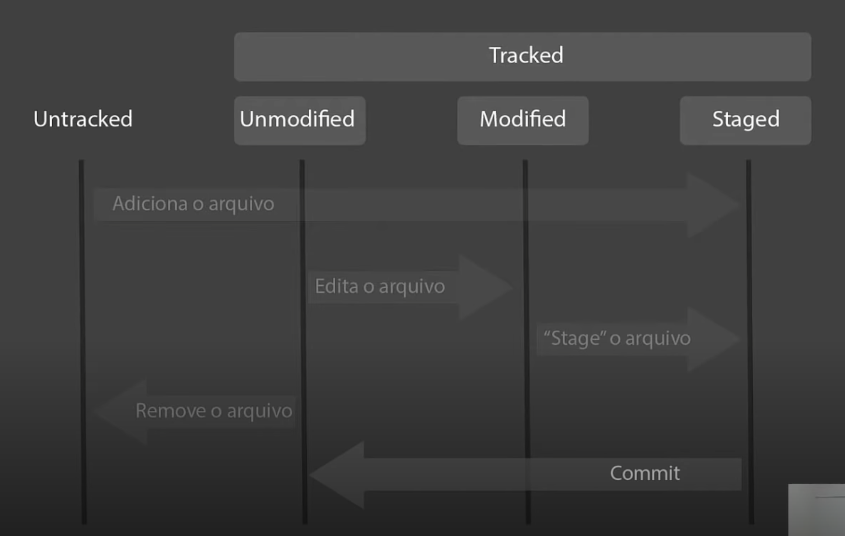 Tracked
Untracked
Unmodified
Modified
Staged
Adiciona o arquivo
Edita o arquivo
“Stage” o arquivo
Remove o arquivo
Commit